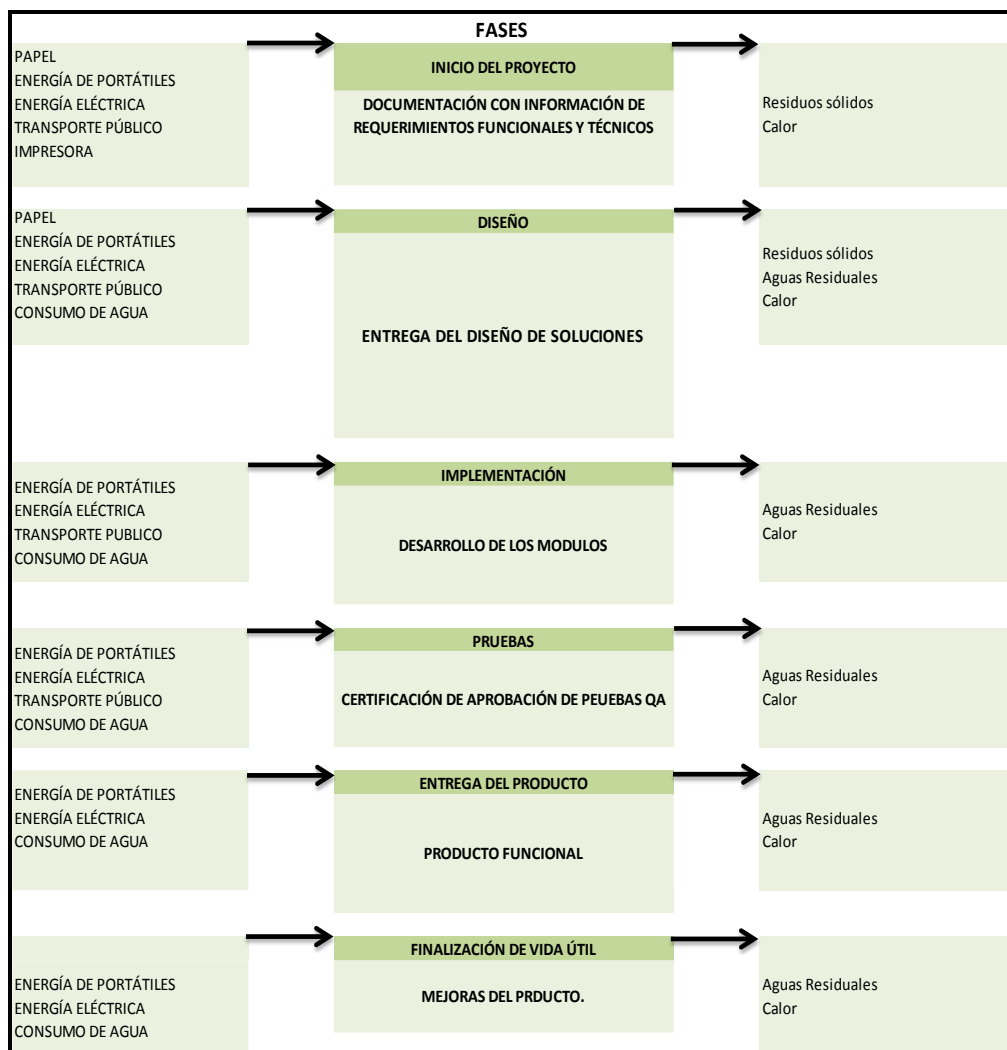 FASES
PAPEL
ENERGÍA DE PORTÁTILES
ENERGÍA ELÉCTRICA
TRANSPORTE PÚBLICO
IMPRESORA
INICIO DEL PROYECTO
DOCUMENTACIÓN CON INFORMACIÓN DE
REQUERIMIENTOS FUNCIONALES Y TÉCNICOS
Residuos sólidos
Calor
PAPEL
ENERGÍA DE PORTÁTILES
ENERGÍA ELÉCTRICA
TRANSPORTE PÚBLICO
CONSUMO DE AGUA
DISEÑO
ENTREGA DEL DISEÑO DE SOLUCIONES
Residuos sólidos
Aguas Residuales
Calor
ENERGÍA DE PORTÁTILES
ENERGÍA ELÉCTRICA
TRANSPORTE PUBLICO
CONSUMO DE AGUA
IMPLEMENTACIÓN
DESARROLLO DE LOS MODULOS
Aguas Residuales
Calor
ENERGÍA DE PORTÁTILES
ENERGÍA ELÉCTRICA
TRANSPORTE PÚBLICO
CONSUMO DE AGUA
PRUEBAS
CERTIFICACIÓN DE APROBACIÓN DE PEUEBAS QA
Aguas Residuales
Calor
ENERGÍA DE PORTÁTILES
ENERGÍA ELÉCTRICA
CONSUMO DE AGUA
ENTREGA DEL PRODUCTO
PRODUCTO FUNCIONAL
Aguas Residuales
Calor
ENERGÍA DE PORTÁTILES
ENERGÍA ELÉCTRICA
CONSUMO DE AGUA
FINALIZACIÓN DE VIDA ÚTIL
MEJORAS DEL PRDUCTO.
Aguas Residuales
Calor